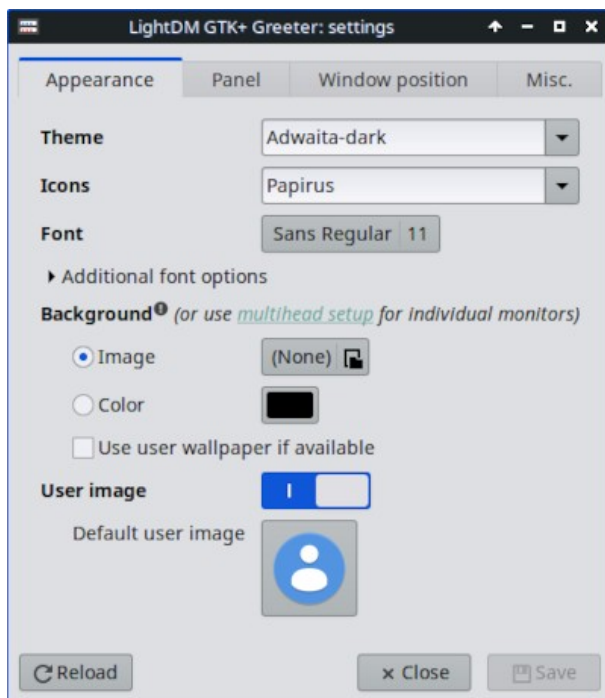 LightDM GTK+ Greeter: settings
Appearance Panel Window position Misc.
Theme Adwaita-dark
Icons Papirus
Font Sans Regular 11
Additional font options
Background (or use multihead setup for individual monitors)
Image (None)
Color
Use user wallpaper if available
User image
Default user image
Reload Close Save